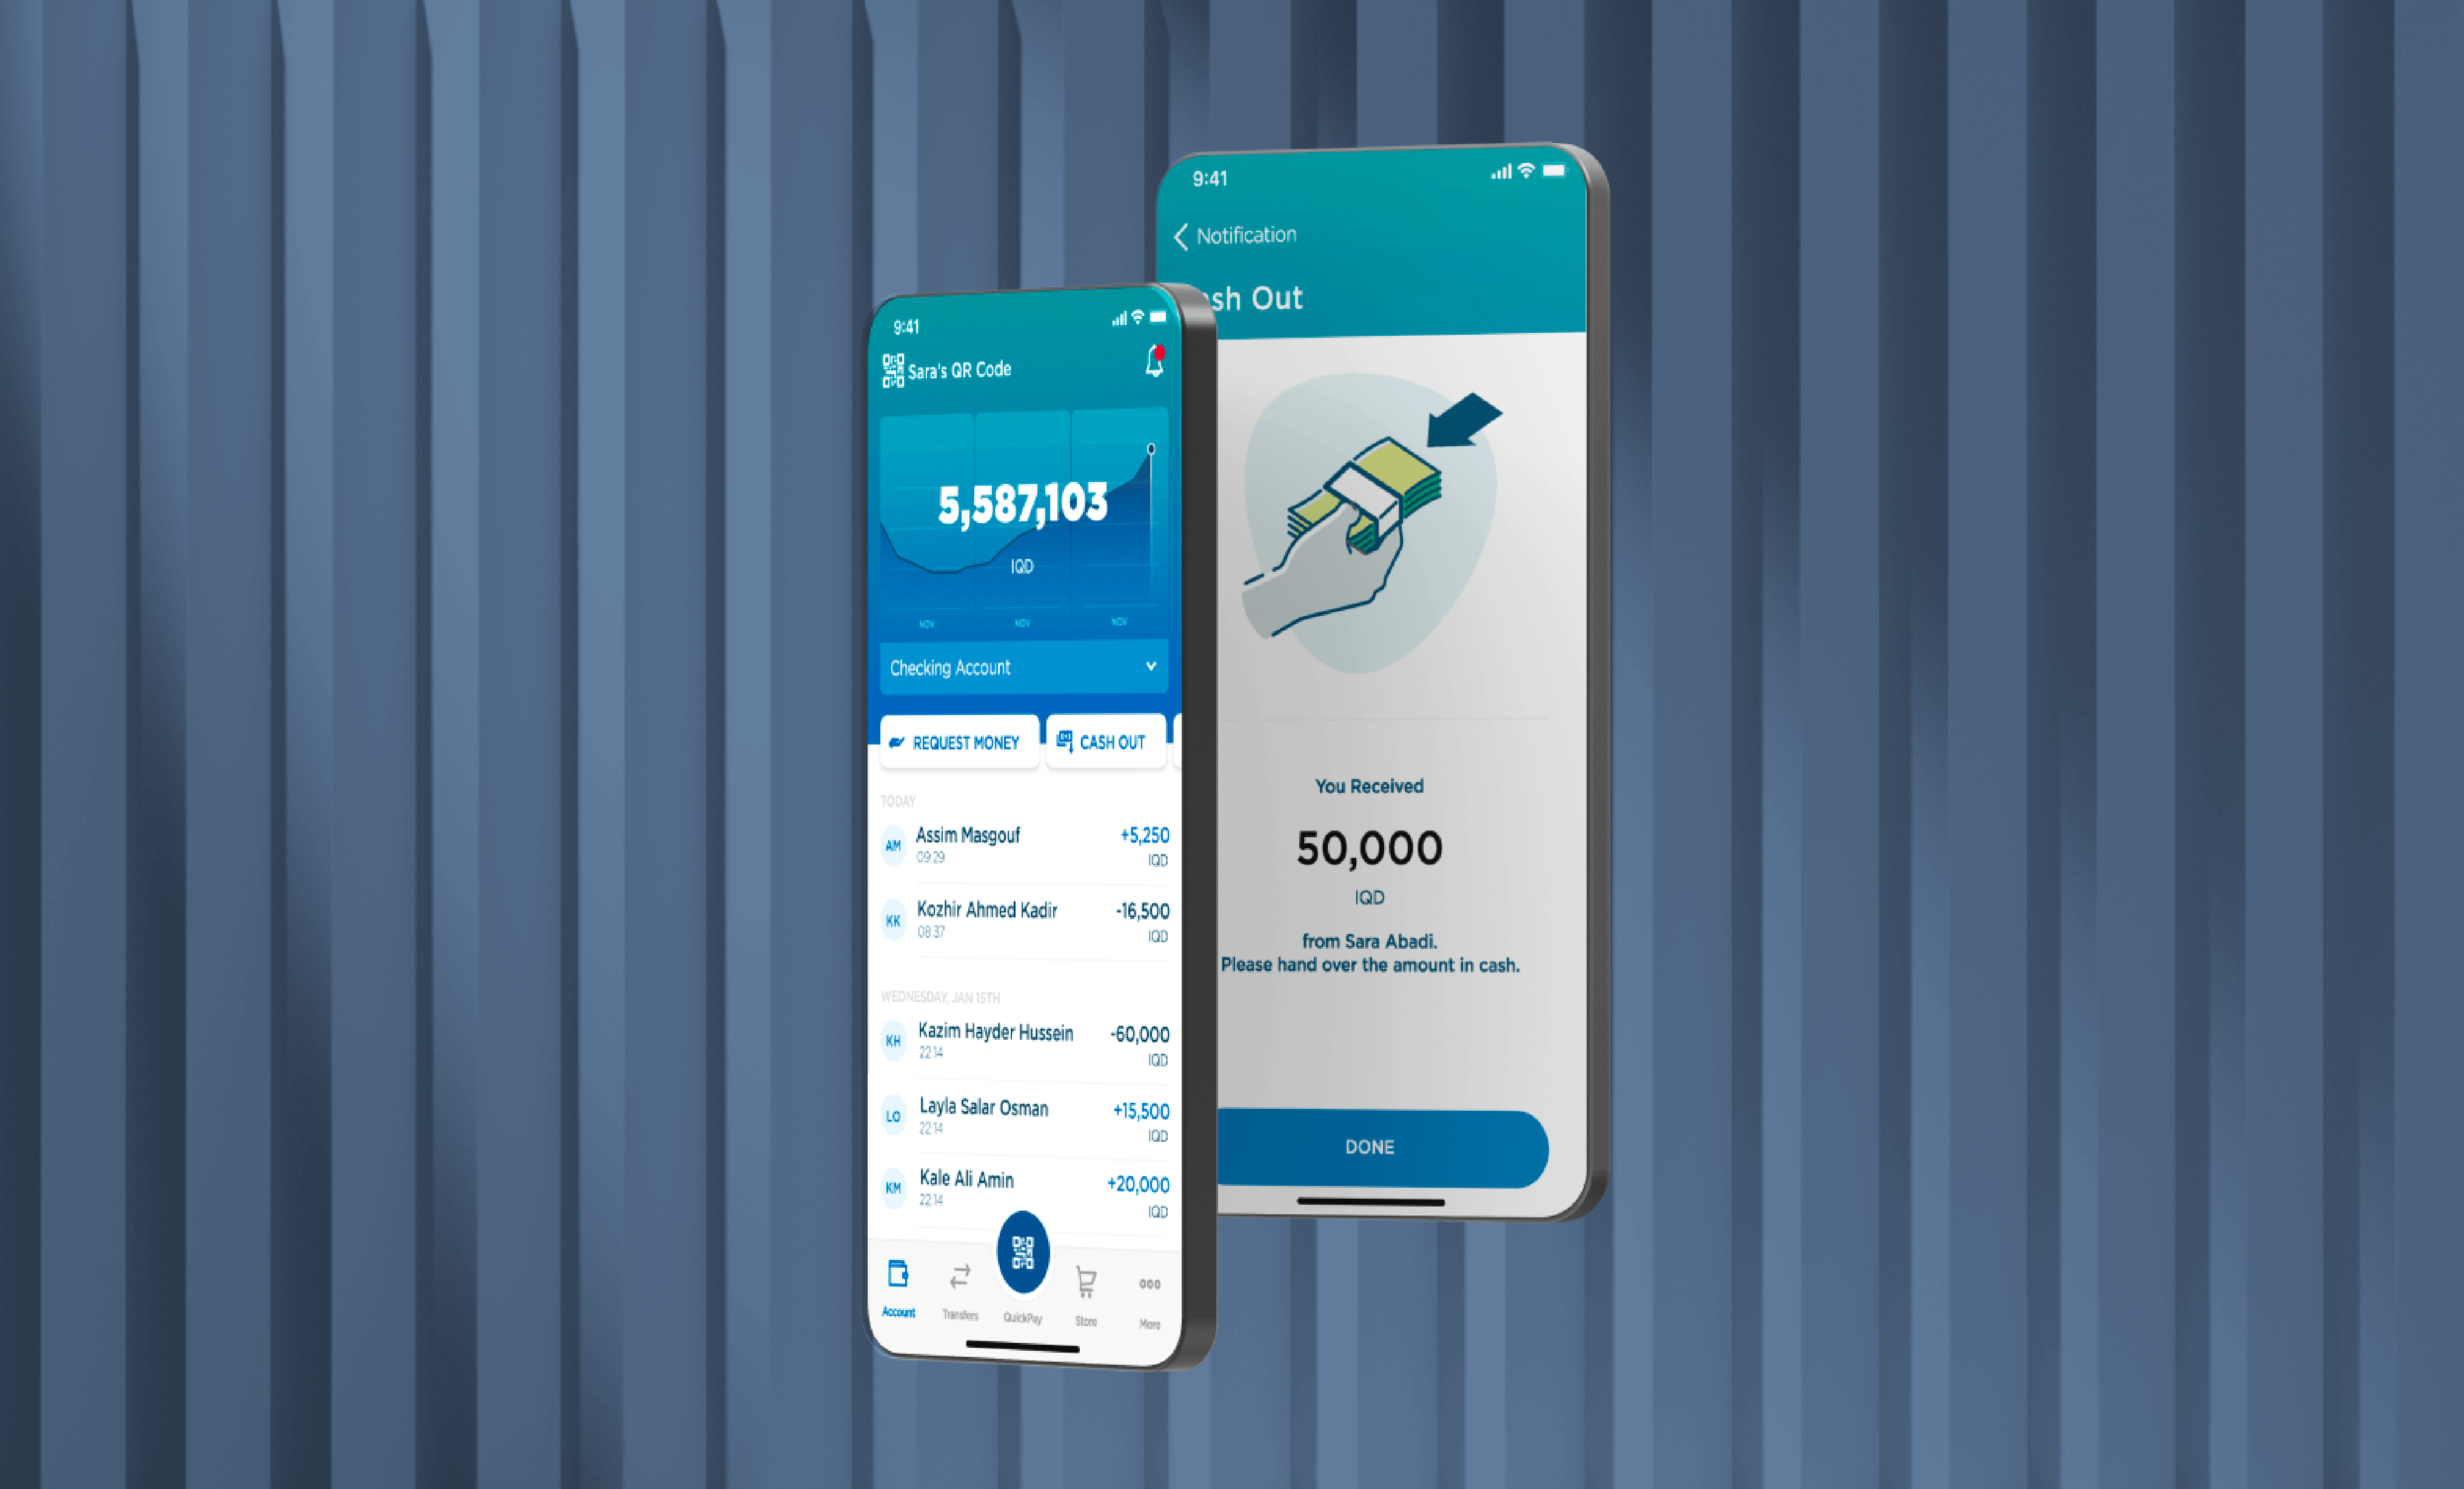 9:41
Sara's QR Code
5,587,103
IQD
NOV NOV NOV
Checking Account
REQUEST MONEY
CASH OUT
TODAY
AM Assim Masgouf +5,250
09:29 IQD
KK Kozhir Ahmed Kadir -16,500
08:37 IQD
WEDNESDAY, JAN 15TH
KH Kazim Hayder Hussein -60,000
22:14 IQD
LO Layla Salar Osman +15,500
22:14 IQD
KM Kale Ali Amin +20,000
22:14 IQD
Account Transfers QuickPay Store More
9:41
Notification
sh Out
You Received
50,000
IQD
from Sara Abadi.
Please hand over the amount in cash.
DONE